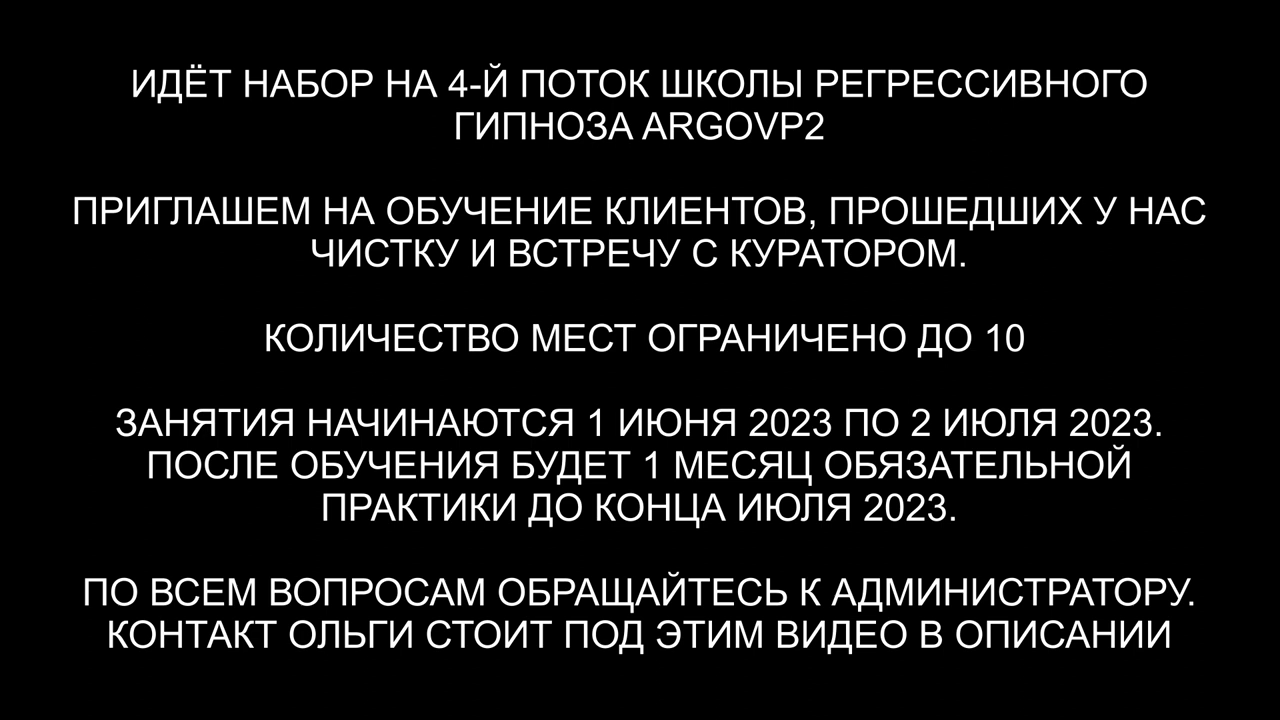 ИДЁТ НАБОР НА 4-Й ПОТОК ШКОЛЫ РЕГРЕССИВНОГО
ГИПНОЗА ARGOVP2
ПРИГЛАШЕМ НА ОБУЧЕНИЕ КЛИЕНТОВ, ПРОШЕДШИХ У НАС
ЧИСТКУ И ВСТРЕЧУ С КУРАТОРОМ.
КОЛИЧЕСТВО МЕСТ ОГРАНИЧЕНО ДО 10
ЗАНЯТИЯ НАЧИНАЮТСЯ 1 ИЮНЯ 2023 ПО 2 ИЮЛЯ 2023.
ПОСЛЕ ОБУЧЕНИЯ БУДЕТ 1 МЕСЯЦ ОБЯЗАТЕЛЬНОЙ
ПРАКТИКИ ДО КОНЦА ИЮЛЯ 2023.
ПО ВСЕМ ВОПРОСАМ ОБРАЩАЙТЕСЬ К АДМИНИСТРАТОРУ.
КОНТАКТ ОЛЬГИ СТОИТ ПОД ЭТИМ ВИДЕО В ОПИСАНИИ